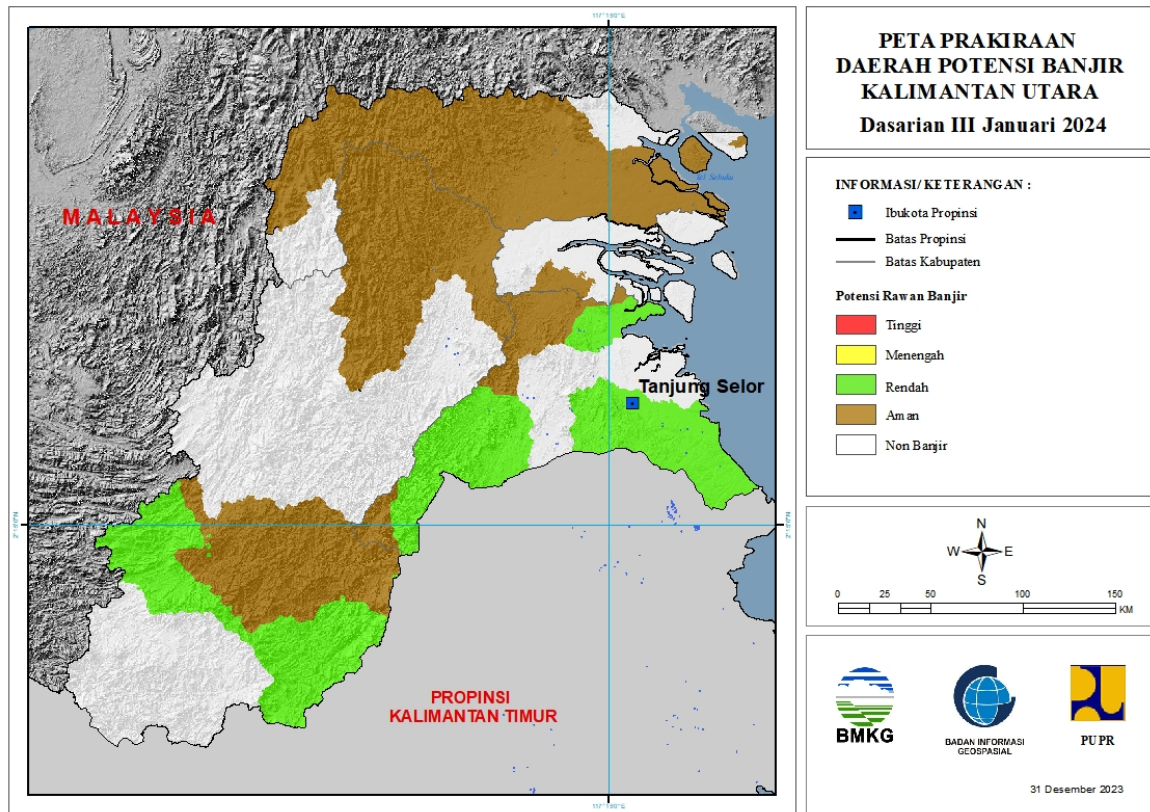 PETA PRAKIRAAN
DAERAH POTENSI BANJIR
KALIMANTAN UTARA
Dasarian III Januari 2024
INFORMASI/ KETERANGAN :
Ibukota Propinsi
Batas Propinsi
Batas Kabupaten
Potensi Rawan Banjir
Tinggi
Menengah
Rendah
Aman
Non Banjir
N
W E
S
0 25 50 100 150
KM
BMKG
BADAN INFORMASI
GEOSPASIAL
PUPR
31 Desember 2023
MALAYSIA
Tanjung Selor
PROPINSI
KALIMANTAN TIMUR